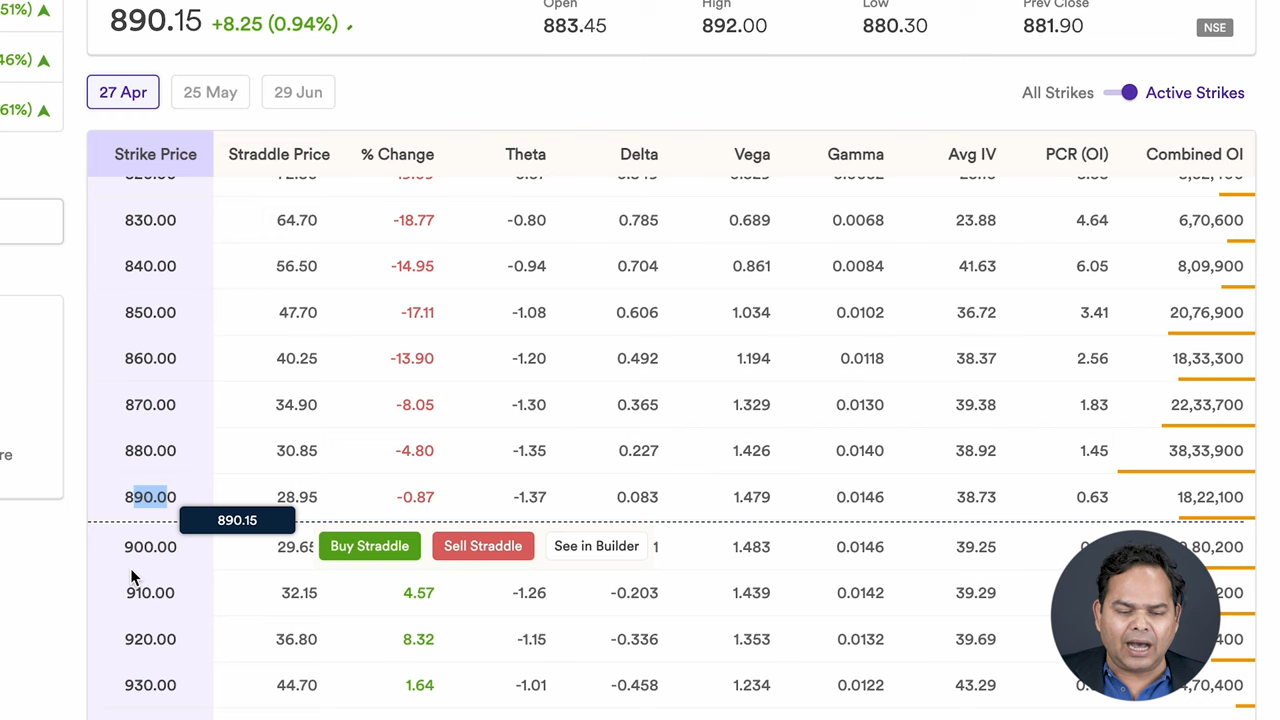 51%)
46%)
61%)
re
890.15 +8.25 (0.94%)
Open High Low Prev Close
883.45 892.00 880.30 881.90
NSE
27 Apr 25 May 29 Jun
All Strikes Active Strikes
Strike Price Straddle Price % Change Theta Delta Vega Gamma Avg IV PCR (OI) Combined OI
830.00 64.70 -18.77 -0.80 0.785 0.689 0.0068 23.88 4.64 6,70,600
840.00 56.50 -14.95 -0.94 0.704 0.861 0.0084 41.63 6.05 8,09,900
850.00 47.70 -17.11 -1.08 0.606 1.034 0.0102 36.72 3.41 20,76,900
860.00 40.25 -13.90 -1.20 0.492 1.194 0.0118 38.37 2.56 18,33,300
870.00 34.90 -8.05 -1.30 0.365 1.329 0.0130 39.38 1.83 22,33,700
880.00 30.85 -4.80 -1.35 0.227 1.426 0.0140 38.92 1.45 38,33,900
890.00 28.95 -0.87 -1.37 0.083 1.479 0.0146 38.73 0.63 18,22,100
890.15
900.00 29.65 Buy Straddle Sell Straddle See in Builder 1 1.483 0.0146 39.25 80,200
910.00 32.15 4.57 -1.26 -0.203 1.439 0.0142 39.29 200
920.00 36.80 8.32 -1.15 -0.336 1.353 0.0132 39.69 400
930.00 44.70 1.64 -1.01 -0.458 1.234 0.0122 43.29 0. 70,400